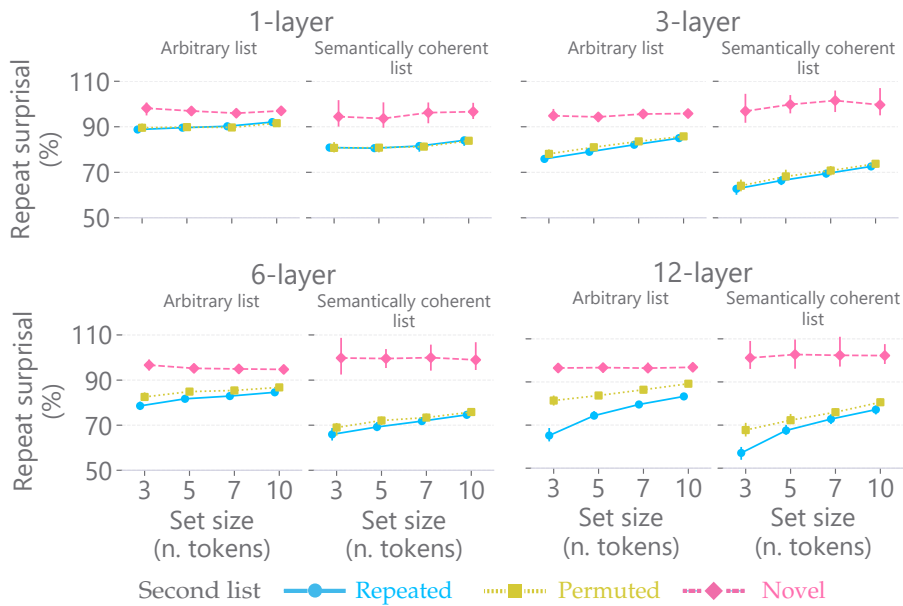 1-layer
3-layer
Arbitrary list
Semantically coherent
list
Arbitrary list
Semantically coherent
list
110
90
70
50
Repeat surprisal
(%)
6-layer
12-layer
Arbitrary list
Semantically coherent
list
Arbitrary list
Semantically coherent
list
110
90
70
50
Repeat surprisal
(%)
3 5 7 10
3 5 7 10
3 5 7 10
3 5 7 10
Set size
(n. tokens)
Set size
(n. tokens)
Set size
(n. tokens)
Set size
(n. tokens)
Second list Repeated Permuted Novel